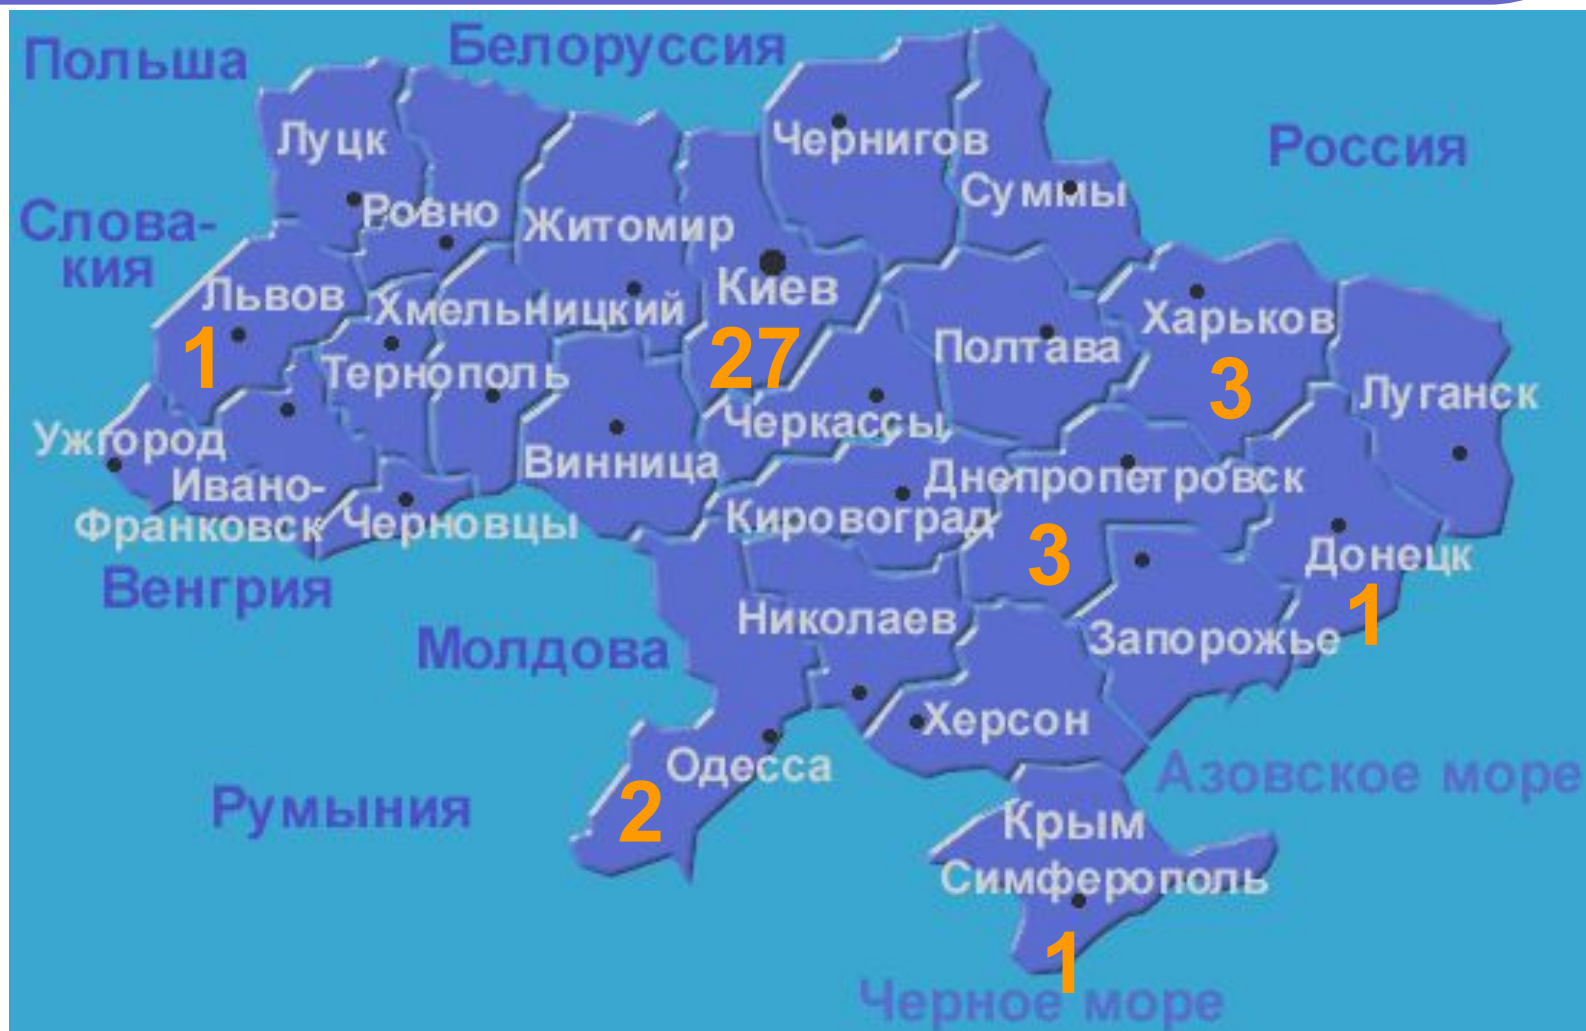 Польша
Белоруссия
Россия
Луцк
Чернигов
Суммы
Ровно
Житомир
Слова-
кия
Львов
Хмельницкий
Киев
Харьков
1
27
Полтава
3
Тернополь
Луганск
Черкассы
Ужгород
Винница
Днепропетровск
Ивано-
Франковск
Черновцы
Кировоград
3
Донецк
1
Венгрия
Николаев
Запорожье
Молдова
Херсон
Одесса
Азовское море
2
Румыния
Крым
Симферополь
1
Черное море